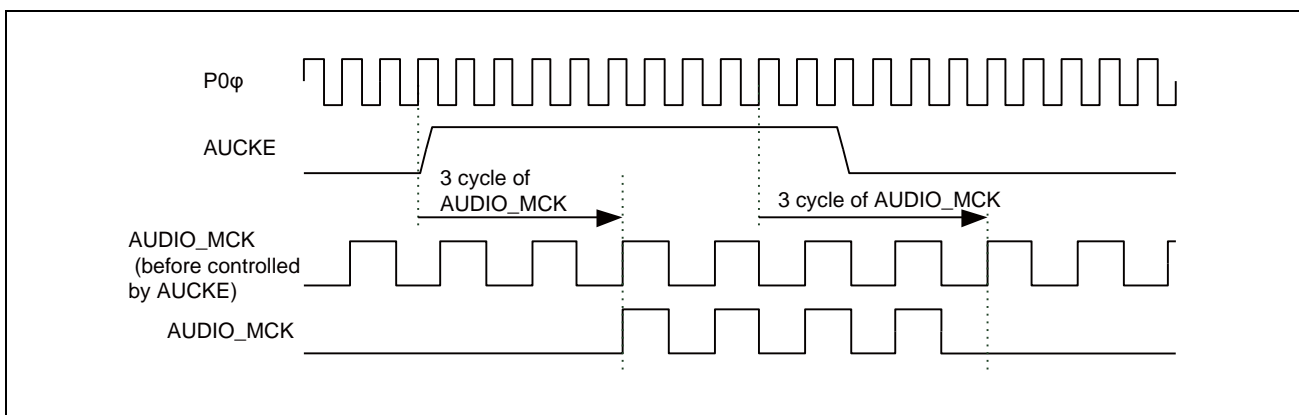 P0φ
AUCKE
3 cycle of
AUDIO_MCK
3 cycle of AUDIO_MCK
AUDIO_MCK
(before controlled
by AUCKE)
AUDIO_MCK